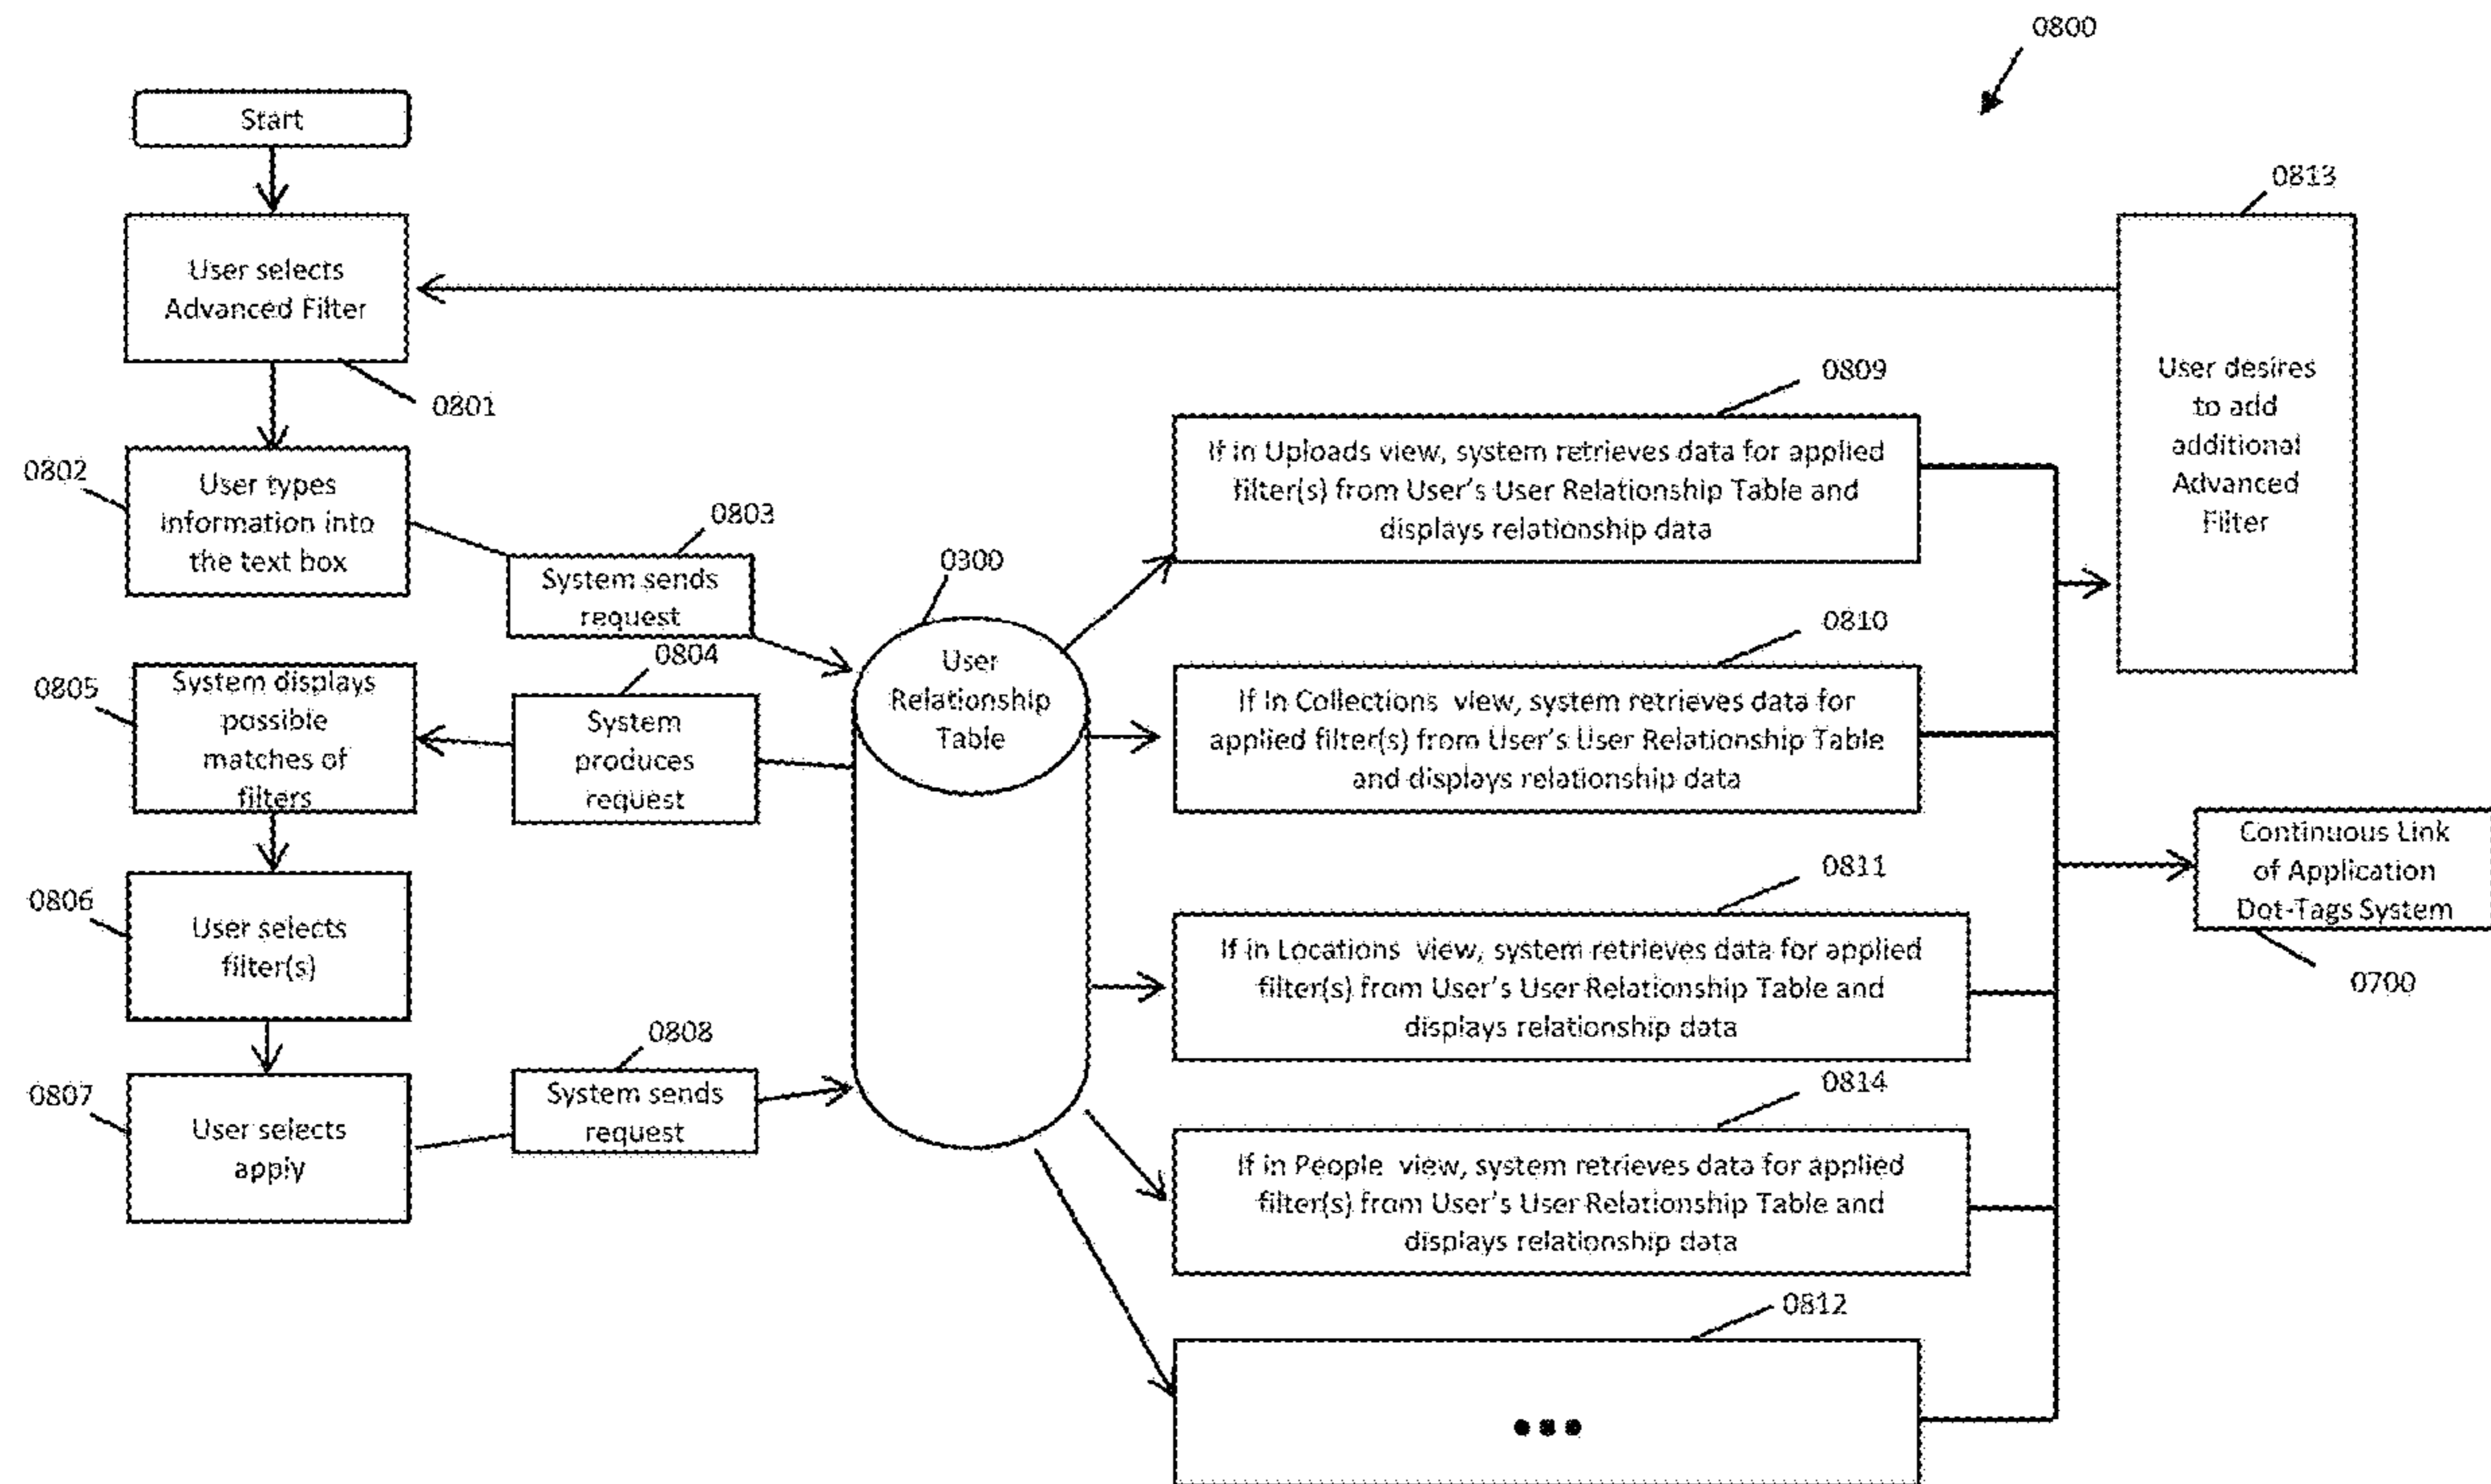 0800
Start
User selects
Advanced Filter
0801
0802
User types
information into
the text box
0803
System sends
request
0804
System
produces
request
0805
System displays
possible
matches of
filters
0806
User selects
filter(s)
0807
User selects
apply
0808
System sends
request
0300
User
Relationship
Table
0809
If in Uploads view, system retrieves data for applied
filter(s) from User's User Relationship Table and
displays relationship data
0810
If in Collections view, system retrieves data for
applied filter(s) from User's User Relationship Table
and displays relationship data
0811
If in Locations view, system retrieves data for applied
filter(s) from User's User Relationship Table and
displays relationship data
0814
If in People view, system retrieves data for applied
filter(s) from User's User Relationship Table and
displays relationship data
0812
•••
0813
User desires
to add
additional
Advanced
Filter
Continuous Link
of Application
Dot-Tags System
0700